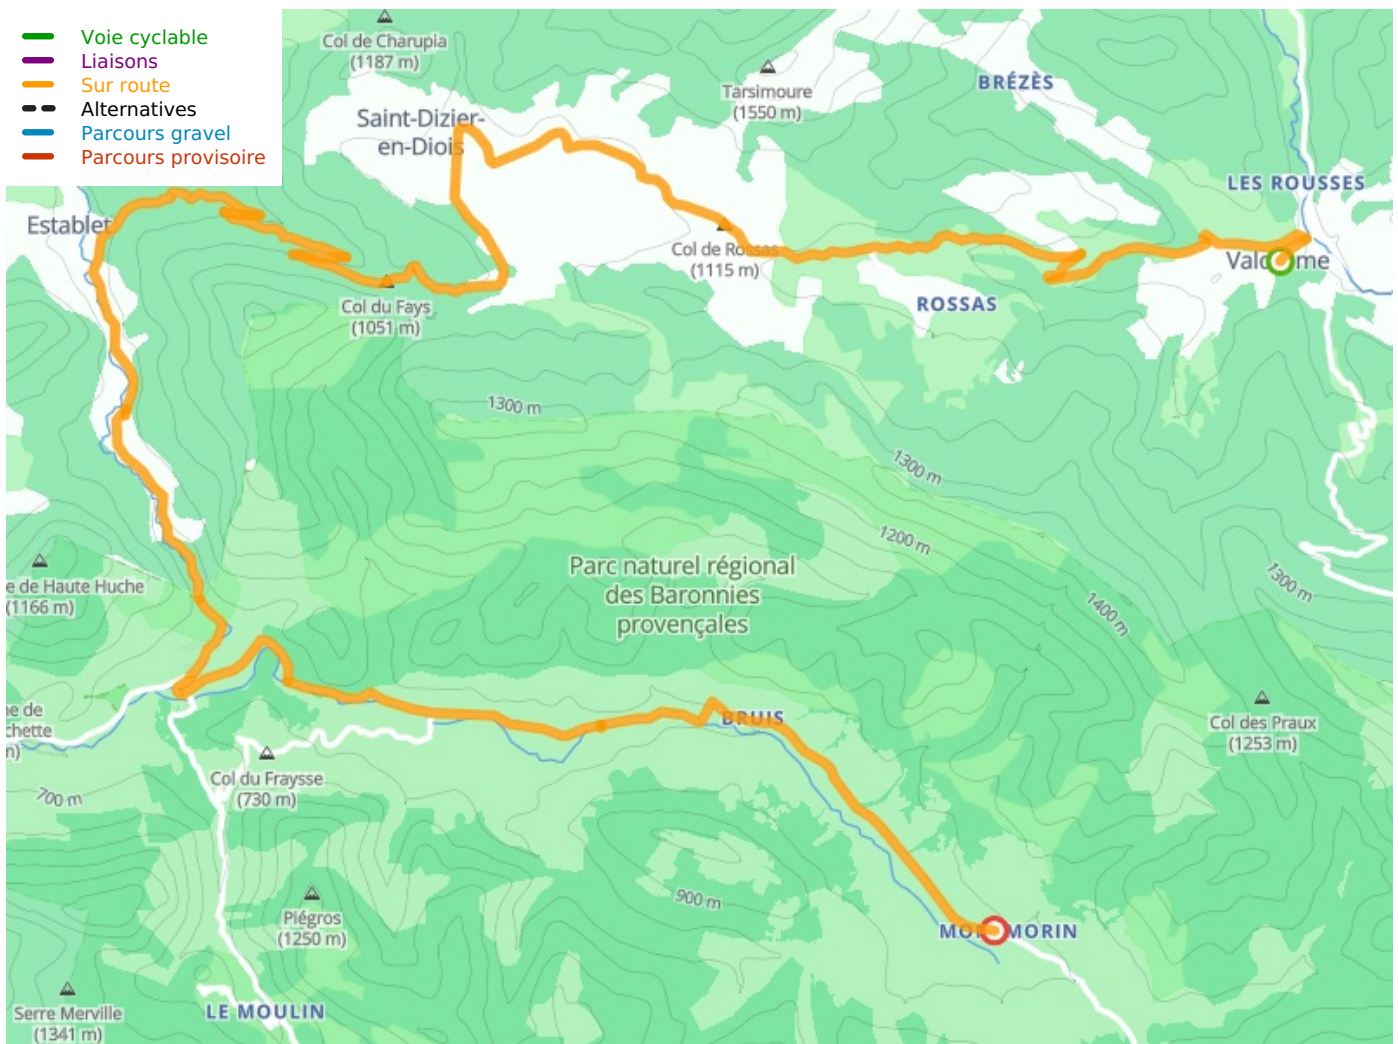 Voie cyclable
Liaisons
Sur route
Alternatives
Parcours gravel
Parcours provisoire
Col de Charupia
(1187 m)
Tarsimoure
(1550 m)
BRÉZÈS
Saint-Dizier-
en-Diois
LES ROUSSES
Establet
Col de Rossas
(1115 m)
Col du Fays
(1051 m)
ROSSAS
1300 m
1300 m
1200 m
Parc naturel régional
des Baronnies
provençales
1300 m
1400 m
e de Haute Huche
(1166 m)
ne de
chette
m)
BRUIS
Col des Praux
(1253 m)
Col du Fraysse
(730 m)
700 m
Piégros
(1250 m)
900 m
MORIN
LE MOULIN
Serre Merville
(1341 m)